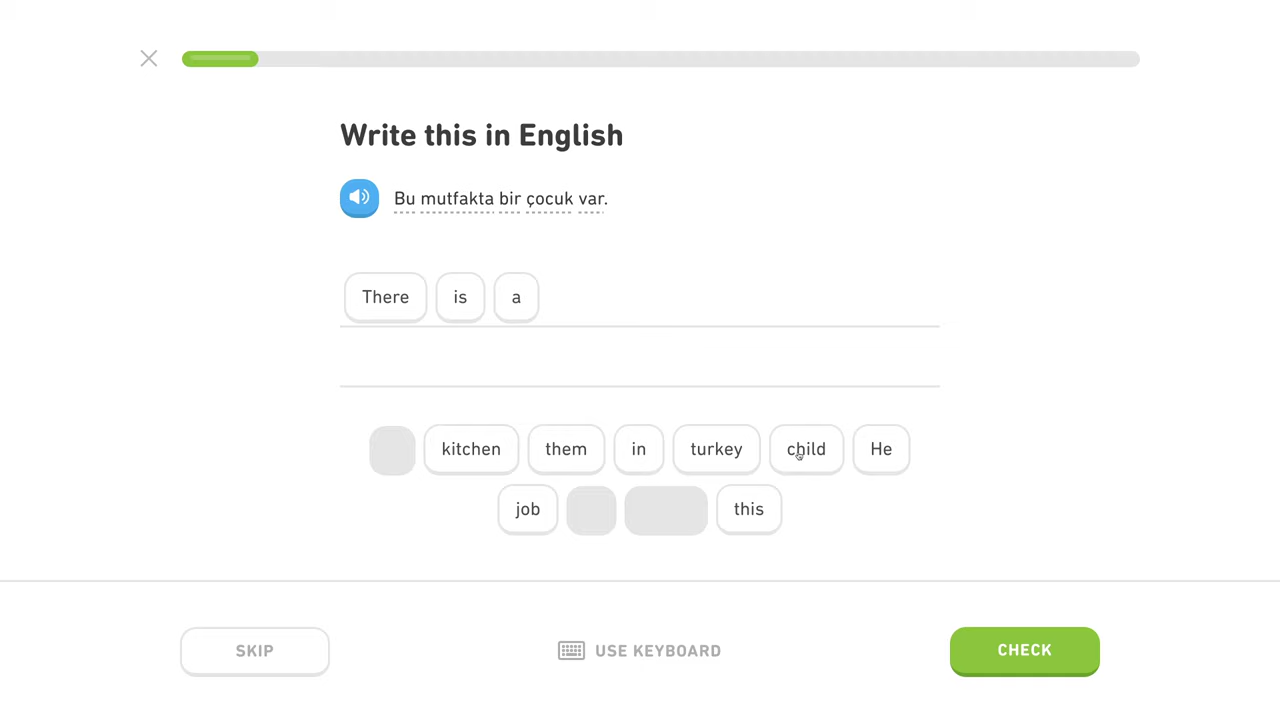 Write this in English
Bu mutfakta bir çocuk var.
There is a
kitchen them in turkey child He
job this
SKIP USE KEYBOARD CHECK